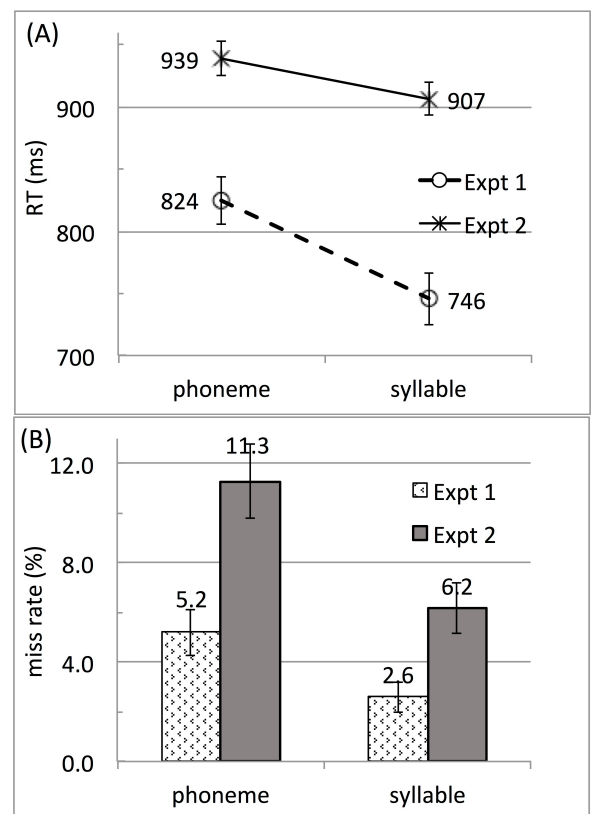 (A)
939
907
900
RT (ms)
Expt 1
824
Expt 2
800
746
700
phoneme syllable
(B)
11.3
12.0
Expt 1
Expt 2
8.0
miss rate (%)
5.2
6.2
4.0
2.6
0.0
phoneme syllable